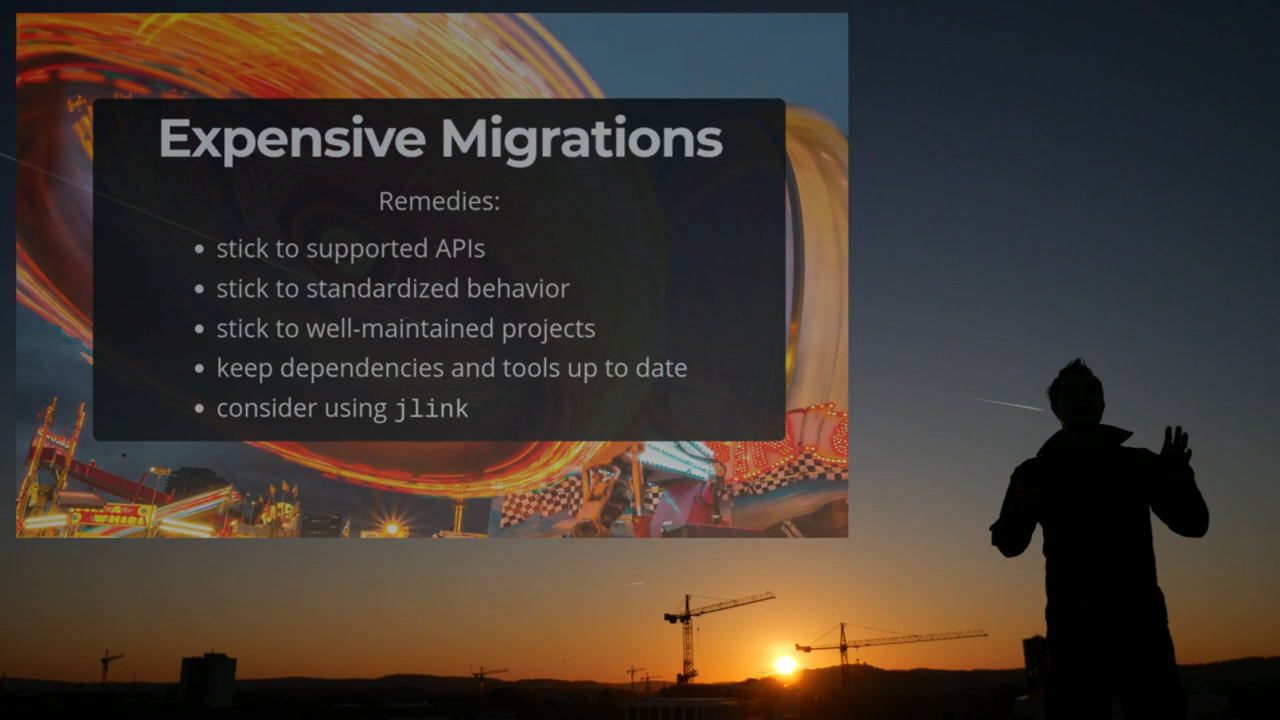 Expensive Migrations
Remedies:
• stick to supported APIs
• stick to standardized behavior
• stick to well-maintained projects
• keep dependencies and tools up to date
• consider using jlink